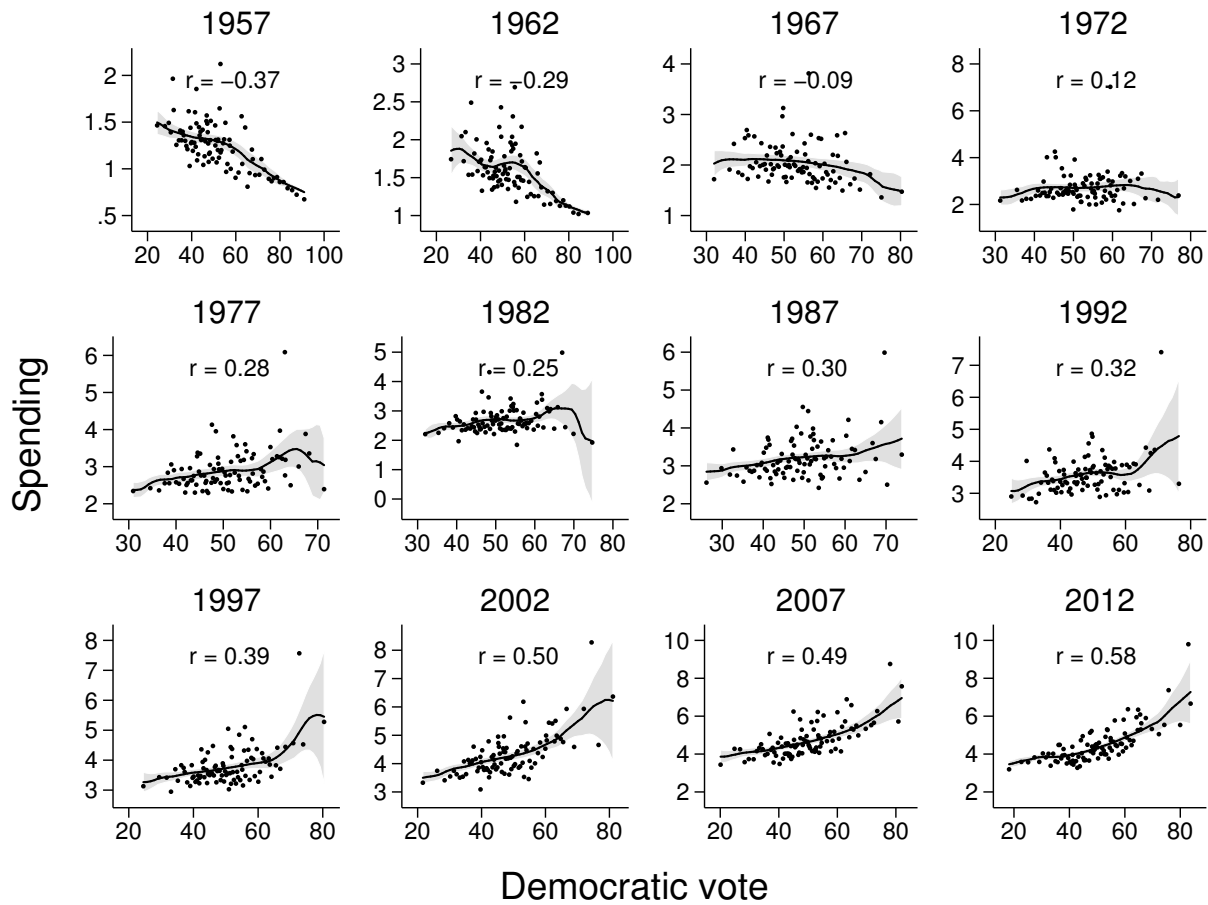 1957 1962 1967 1972
r = −0.37 r = −0.29 r = −0.09 r = 0.12
2 1.5 1 .5
20 40 60 80 100
3 2.5 2 1.5 1
20 40 60 80 100
4 3 2 1
30 40 50 60 70 80
8 6 4 2
30 40 50 60 70 80
1977 1982 1987 1992
r = 0.28 r = 0.25 r = 0.30 r = 0.32
6 5 4 3 2
30 40 50 60 70
5 4 3 2 1 0
30 40 50 60 70 80
6 5 4 3 2
30 40 50 60 70
7 6 5 4 3
20 40 60 80
Spending
1997 2002 2007 2012
r = 0.39 r = 0.50 r = 0.49 r = 0.58
8 7 6 5 4 3
20 40 60 80
8 7 6 5 4 3
20 40 60 80
10 8 6 4 2
20 40 60 80
10 8 6 4 2
20 40 60 80
Democratic vote